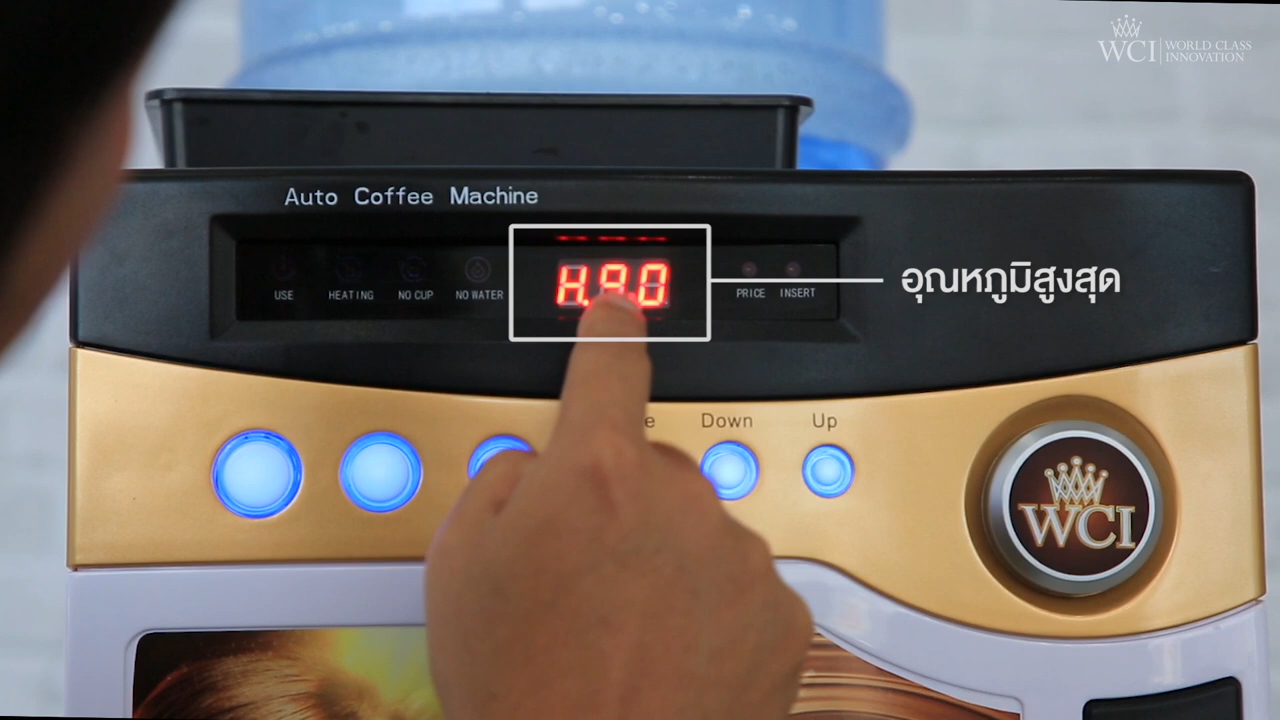 WCI WORLD CLASS
INNOVATION
Auto Coffee Machine
H.90
อุณหภูมิสูงสุด
USE HEATING NO CUP NO WATER PRICE INSERT
Down Up
WCI